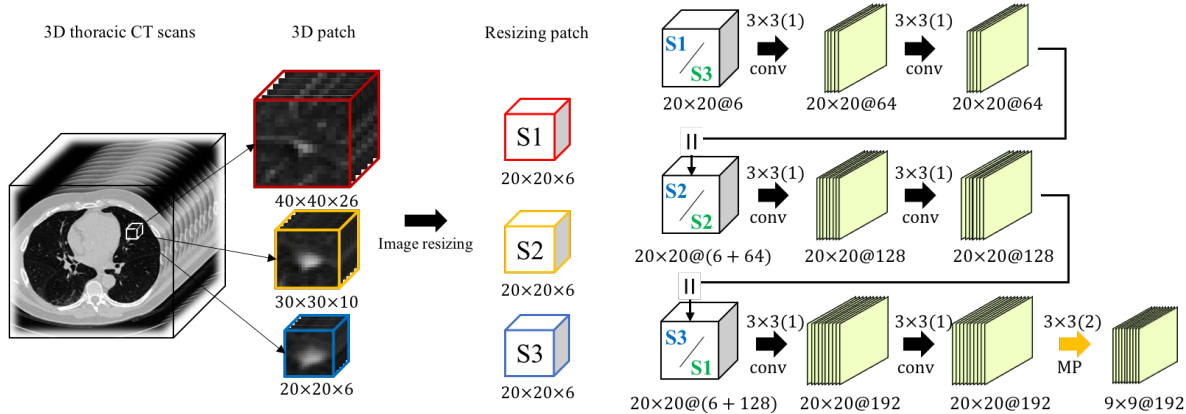 3D thoracic CT scans
3D patch
Resizing patch
40×40×26
30×30×10
20×20×6
Image resizing
S1
20×20×6
S2
20×20×6
S3
20×20×6
S1
S3
20×20@6
3×3(1)
conv
20×20@64
3×3(1)
conv
20×20@64
||
S2
S2
20×20@(6 + 64)
3×3(1)
conv
20×20@128
3×3(1)
conv
20×20@128
||
S3
S1
20×20@(6 + 128)
3×3(1)
conv
20×20@192
3×3(1)
conv
20×20@192
3×3(2)
MP
9×9@192